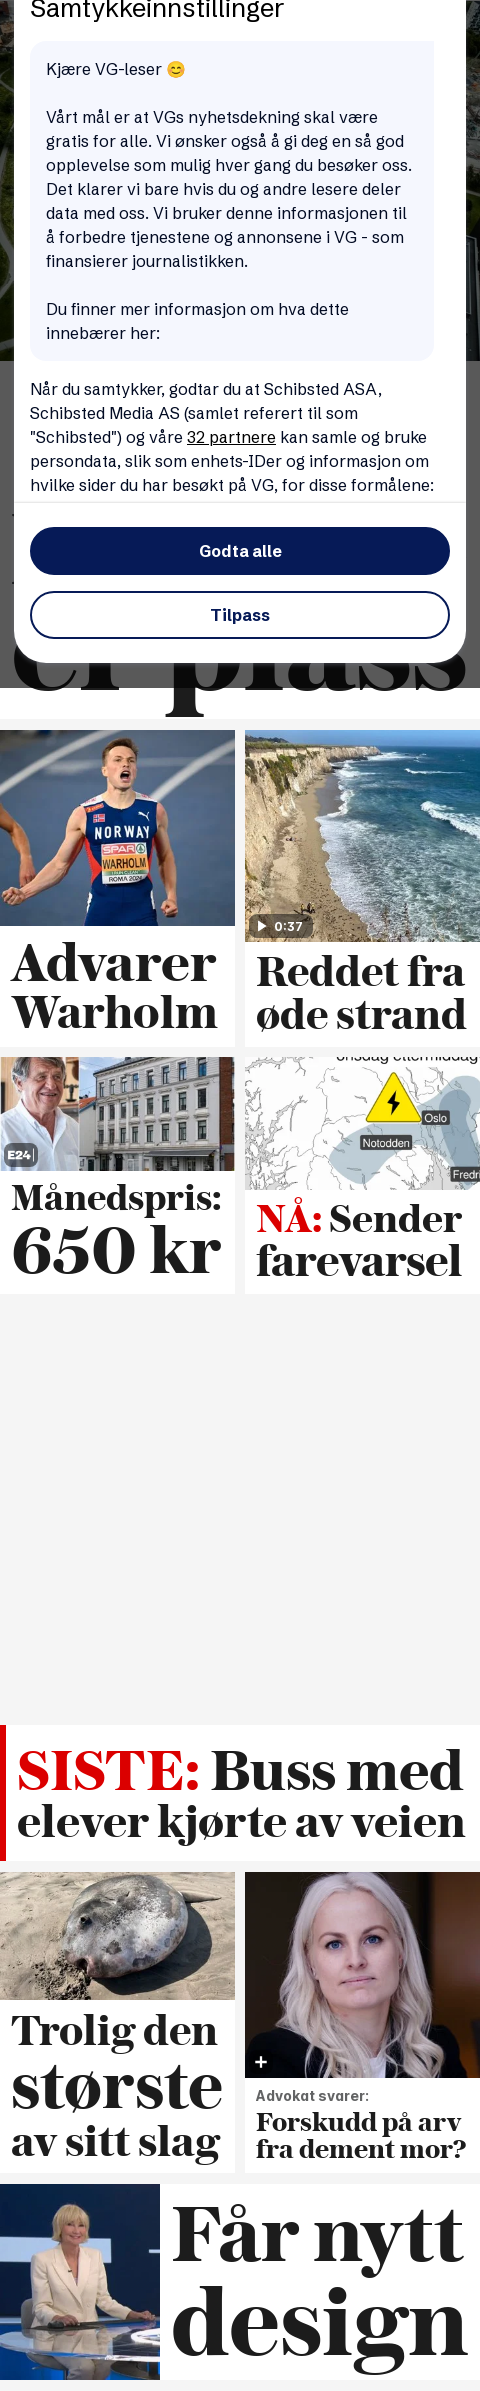 Samtykkeinnstillinger
Kjære VG-leser 😊
Vårt mål er at VGs nyhetsdekning skal være
gratis for alle. Vi ønsker også å gi deg en så god
opplevelse som mulig hver gang du besøker oss.
Det klarer vi bare hvis du og andre lesere deler
data med oss. Vi bruker denne informasjonen til
å forbedre tjenestene og annonsene i VG - som
finansierer journalistikken.
Du finner mer informasjon om hva dette
innebærer her:
Når du samtykker, godtar du at Schibsted ASA,
Schibsted Media AS (samlet referert til som
"Schibsted") og våre 32 partnere kan samle og bruke
persondata, slik som enhets-IDer og informasjon om
hvilke sider du har besøkt på VG, for disse formålene:
Godta alle
Tilpass
er plass
NORWAY
SPAR
WARHOLM
ROMA 2024
0:37
Advarer
Warholm
Reddet fra
øde strand
E24
onsdag ettermiddag
Oslo
Notodden
Fredri
Månedspris:
650 kr
NÅ: Sender
farevarsel
SISTE: Buss med
elever kjørte av veien
Trolig den
største
av sitt slag
Advokat svarer:
Forskudd på arv
fra dement mor?
Får nytt
design